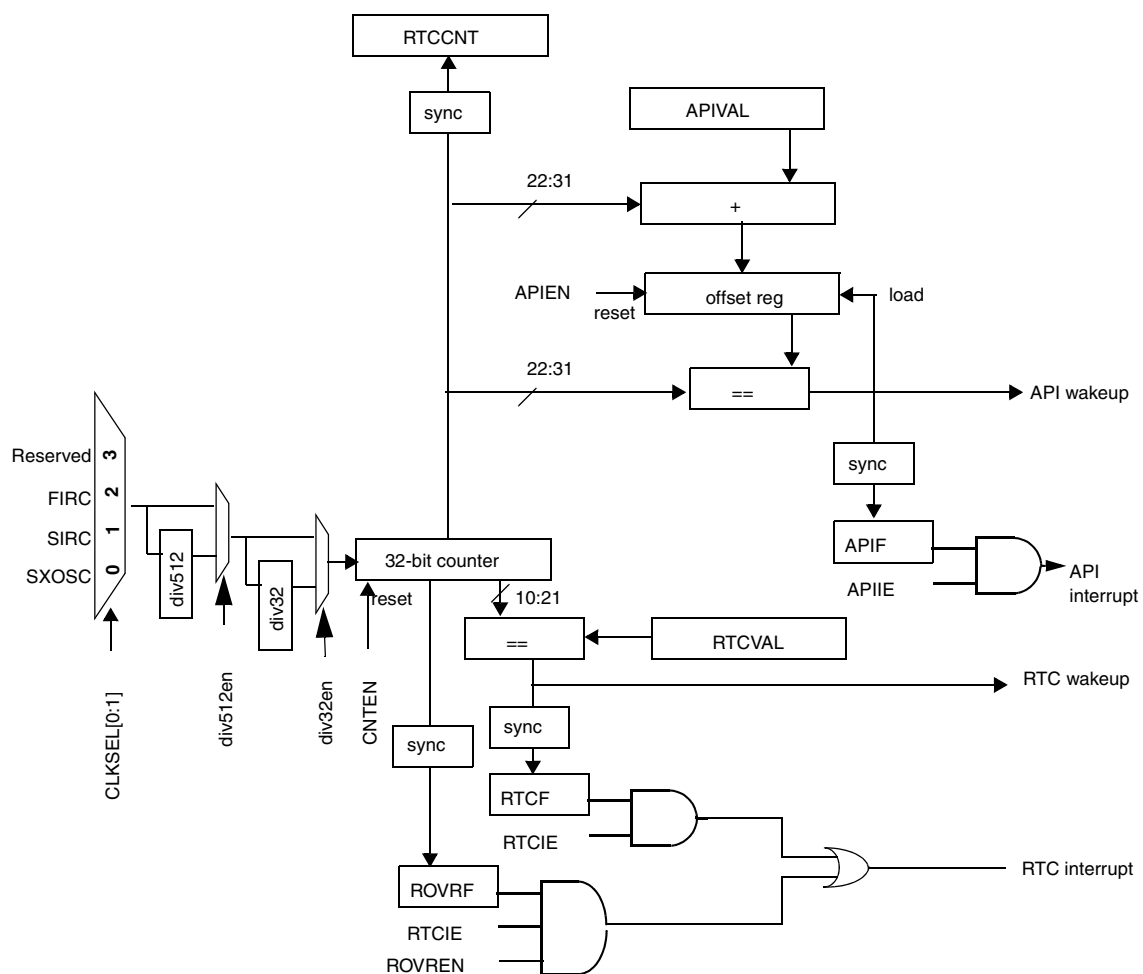 RTCCNT
sync
APIVAL
22:31
+
APIEN
reset
offset reg
load
22:31
==
API wakeup
Reserved
3
FIRC
2
SIRC
1
SXOSC
0
div512
div32
32-bit counter
reset
10:21
sync
APIF
APIIE
API
interrupt
==
RTCVAL
RTC wakeup
CLKSEL[0:1]
div512en
div32en
CNTEN
sync
sync
RTCF
RTCIE
RTC interrupt
ROVRF
RTCIE
ROVREN